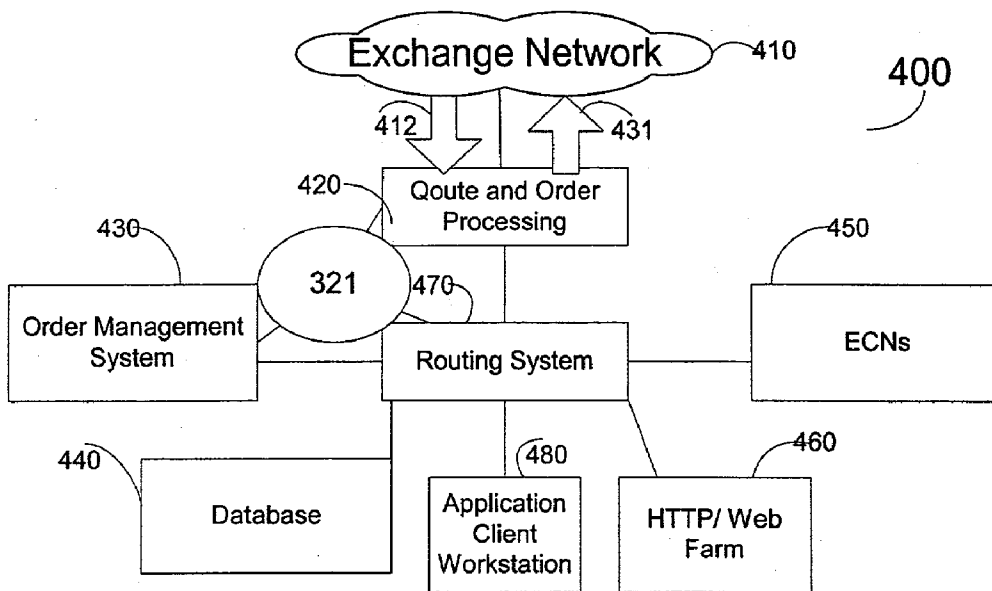 Exchange Network
410
400
412
431
420
Qoute and Order
Processing
430
450
321
470
Order Management
System
Routing System
ECNs
440
480
460
Database
Application
Client
Workstation
HTTP/ Web
Farm